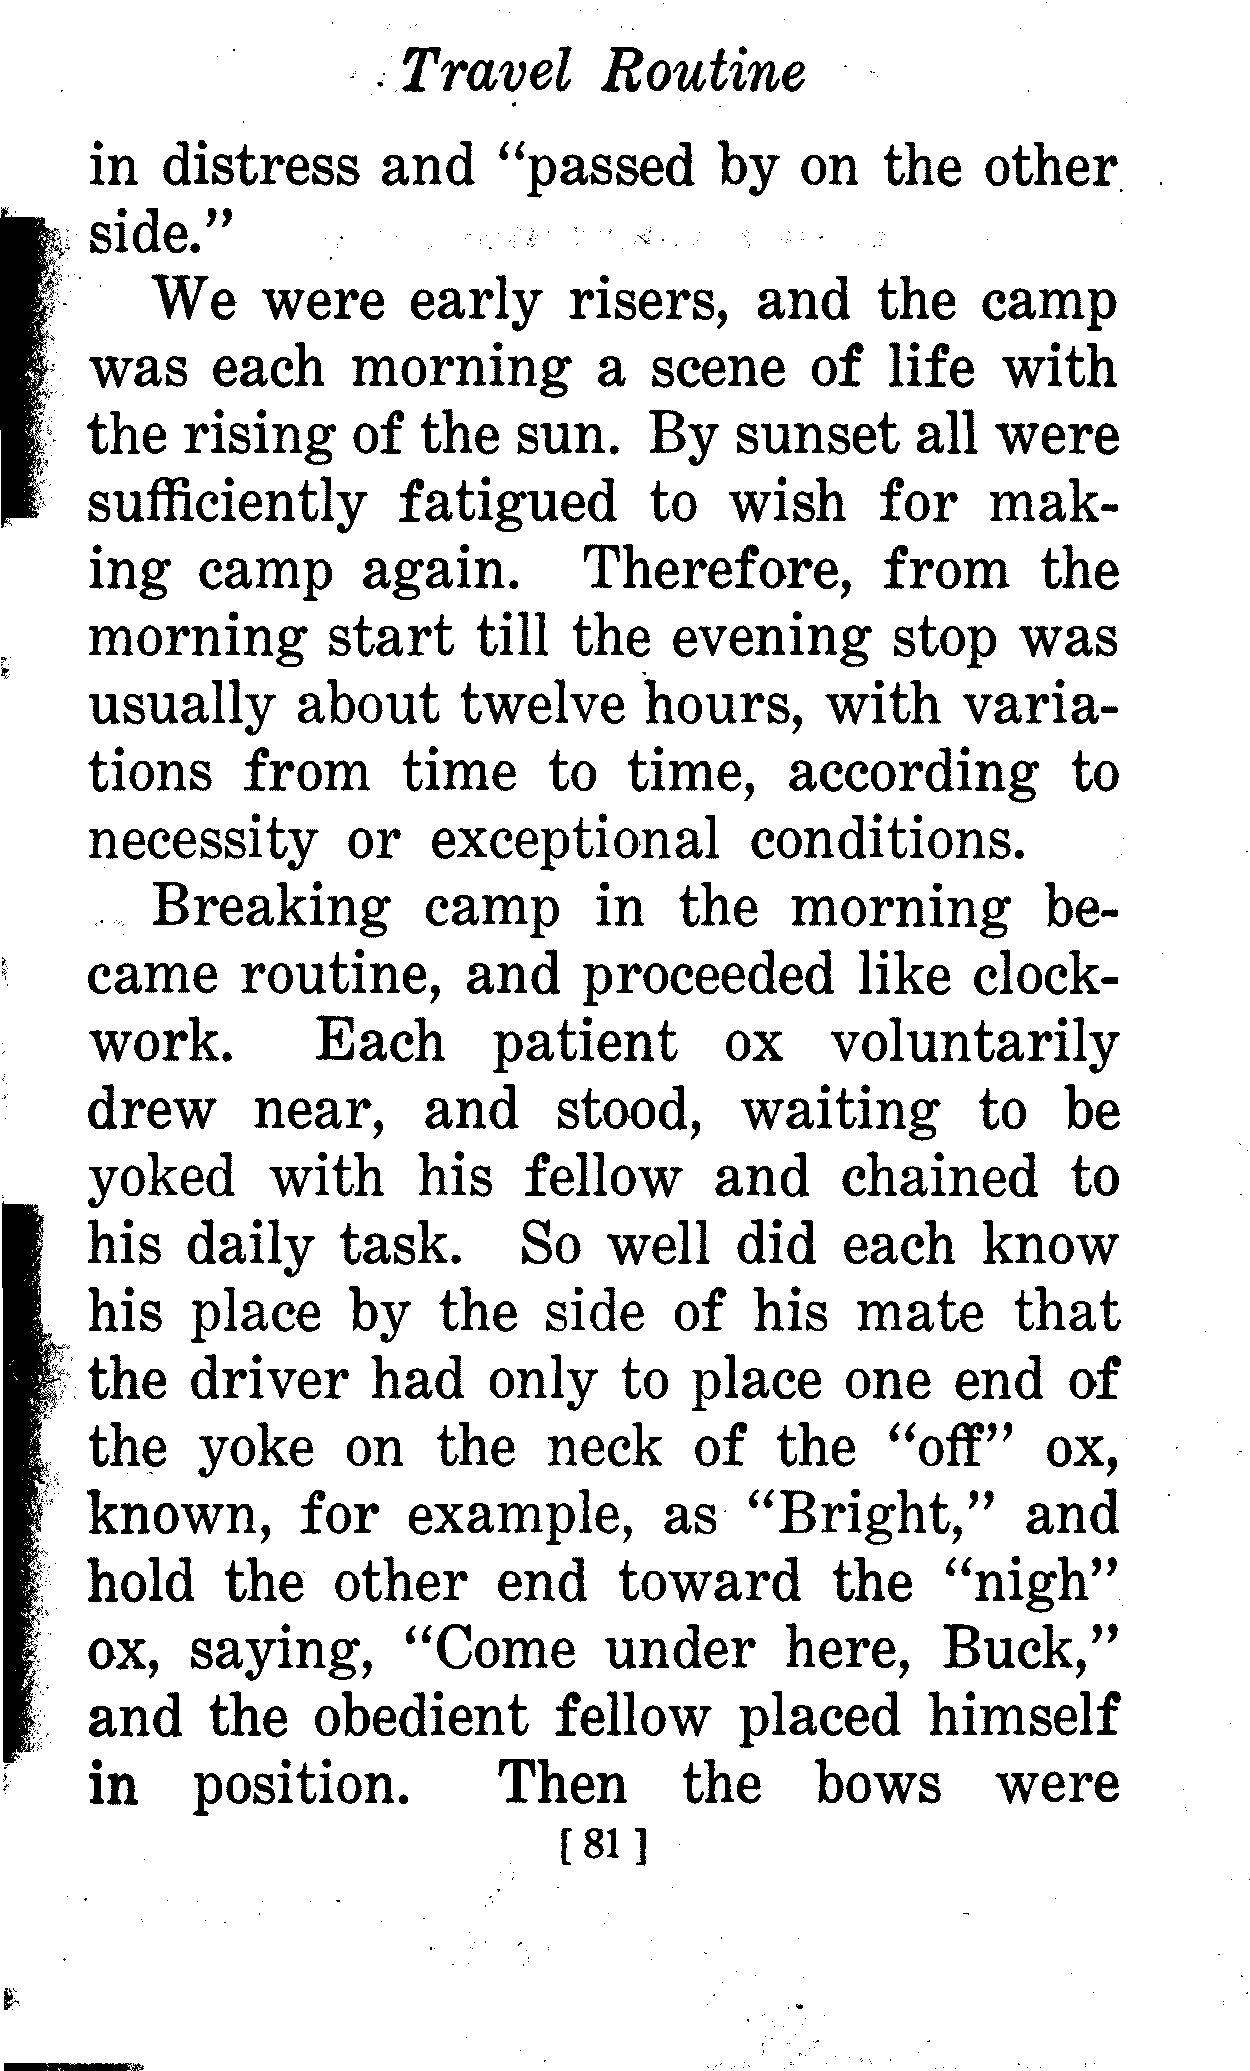 Travel Routine
in distress and “passed by on the other
side.”
We were early risers, and the camp
was each morning a scene of life with
the rising of the sun. By sunset all were
sufficiently fatigued to wish for mak-
ing camp again. Therefore, from the
morning start till the evening stop was
usually about twelve hours, with varia-
tions from time to time, according to
necessity or exceptional conditions.
Breaking camp in the morning be-
came routine, and proceeded like clock-
work. Each patient ox voluntarily
drew near, and stood, waiting to be
yoked with his fellow and chained to
his daily task. So well did each know
his place by the side of his mate that
the driver had only to place one end of
the yoke on the neck of the “off” ox,
known, for example, as “Bright,” and
hold the other end toward the “nigh”
ox, saying, “Come under here, Buck,”
and the obedient fellow placed himself
in position. Then the bows were
[ 81 ]